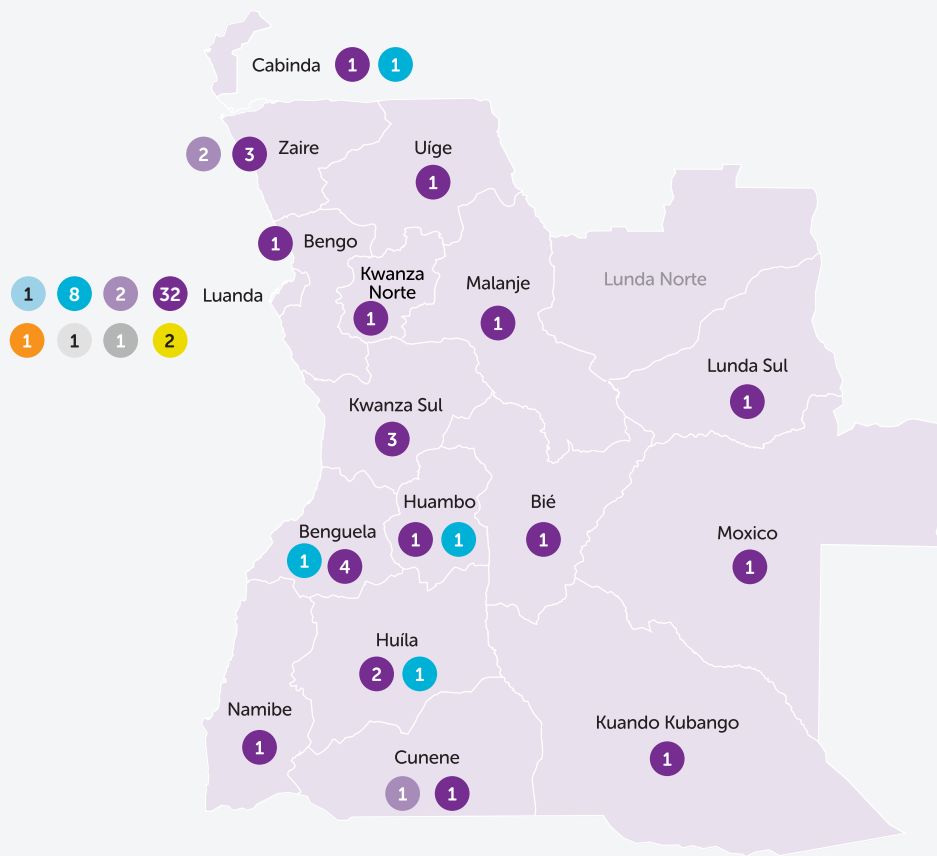 Cabinda 1 1
2 3 Zaire
Uíge
1
1 Bengo
1 8 2 32 Luanda
1 1 1 2
Kwanza
Norte
1
Malanje
1
Lunda Norte
Lunda Sul
1
Kwanza Sul
3
Huambo
1 1
Bié
1
Benguela
1 4
Moxico
1
Huíla
2 1
Namibe
1
Kuando Kubango
1
Cunene
1 1